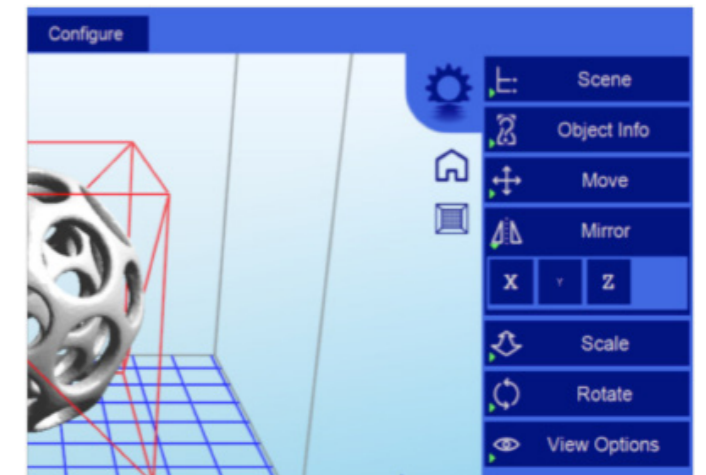 Configure
Scene
Object Info
Move
Mirror
X Y Z
Scale
Rotate
View Options